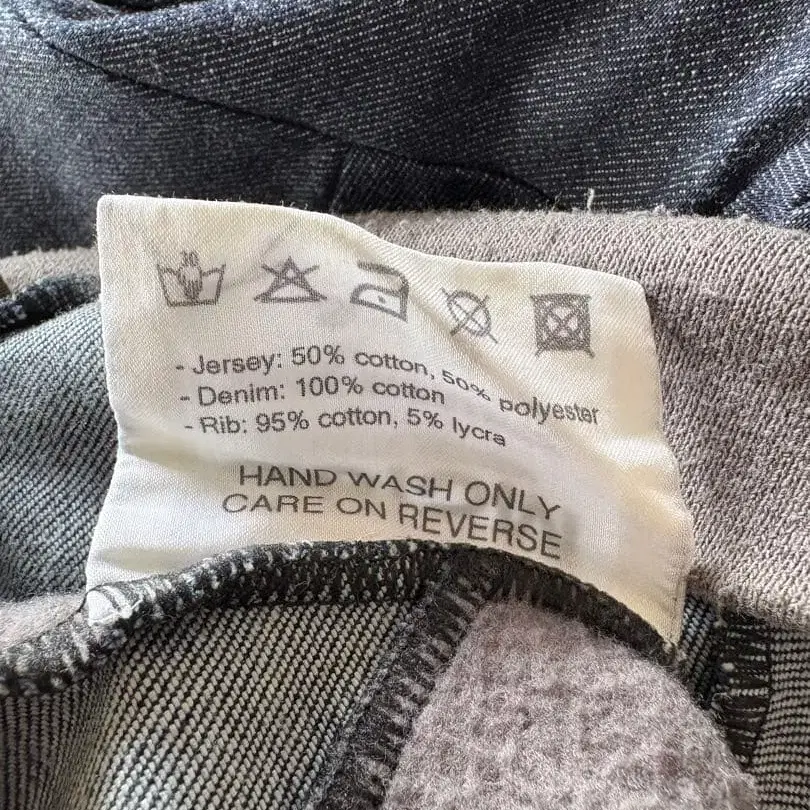 30
- Jersey: 50% cotton, 50% polyester
- Denim: 100% cotton
- Rib: 95% cotton, 5% lycra
HAND WASH ONLY
CARE ON REVERSE